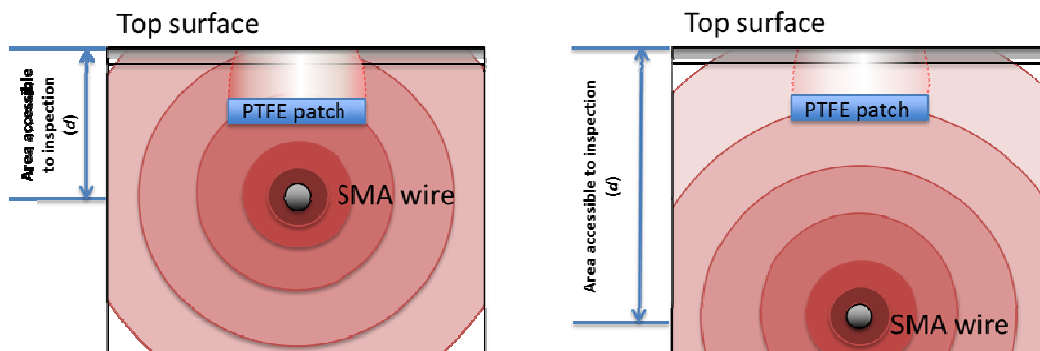 Top surface
Area accessible
to inspection
(d)
PTFE patch
SMA wire
Top surface
Area accessible to inspection
(d)
PTFE patch
SMA wire